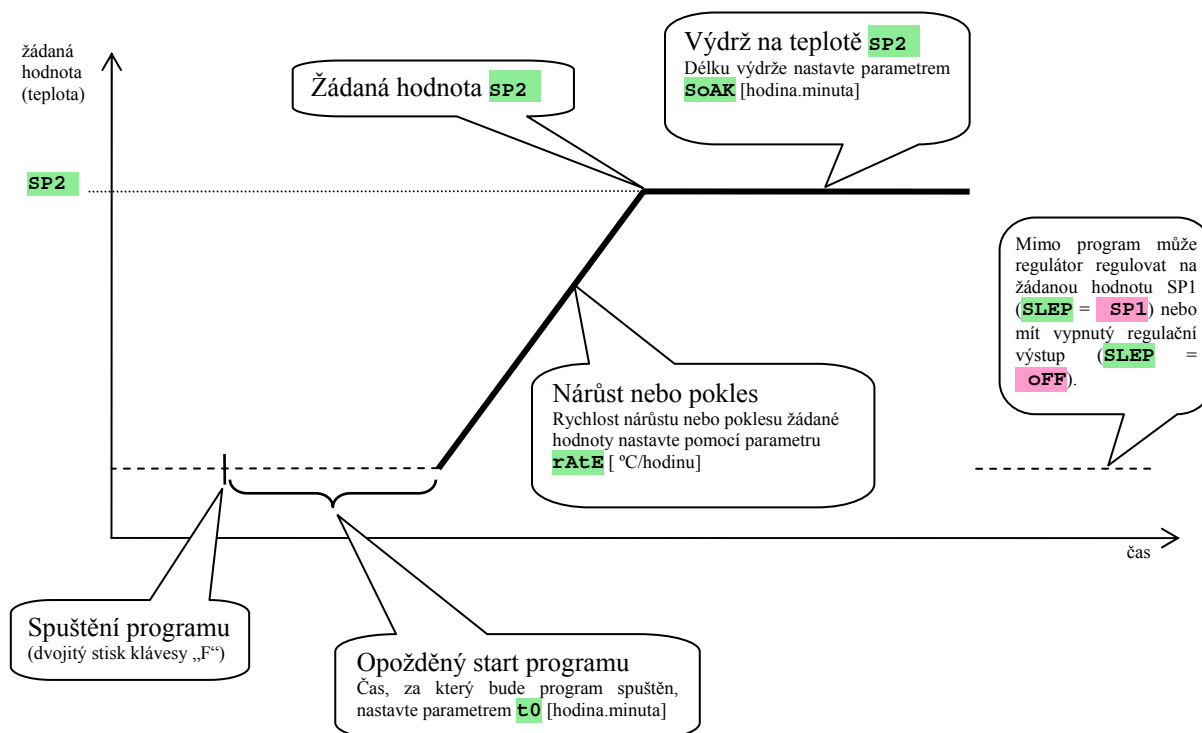 žádaná
hodnota
(teplota)
Výdrž na teplotě SP2
Délku výdrže nastavte parametrem
SoAK [hodina.minuta]
Žádaná hodnota SP2
SP2
Mimo program může
regulátor regulovat na
žádanou hodnotu SP1
(SLEP = SP1) nebo
mít vypnutý regulační
výstup (SLEP =
oFF).
Nárůst nebo pokles
Rychlost nárůstu nebo poklesu žádané
hodnoty nastavte pomocí parametru
rAtE [ ºC/hodinu]
čas
Spuštění programu
(dvojitý stisk klávesy „F“)
Opožděný start programu
Čas, za který bude program spuštěn,
nastavte parametrem t0 [hodina.minuta]